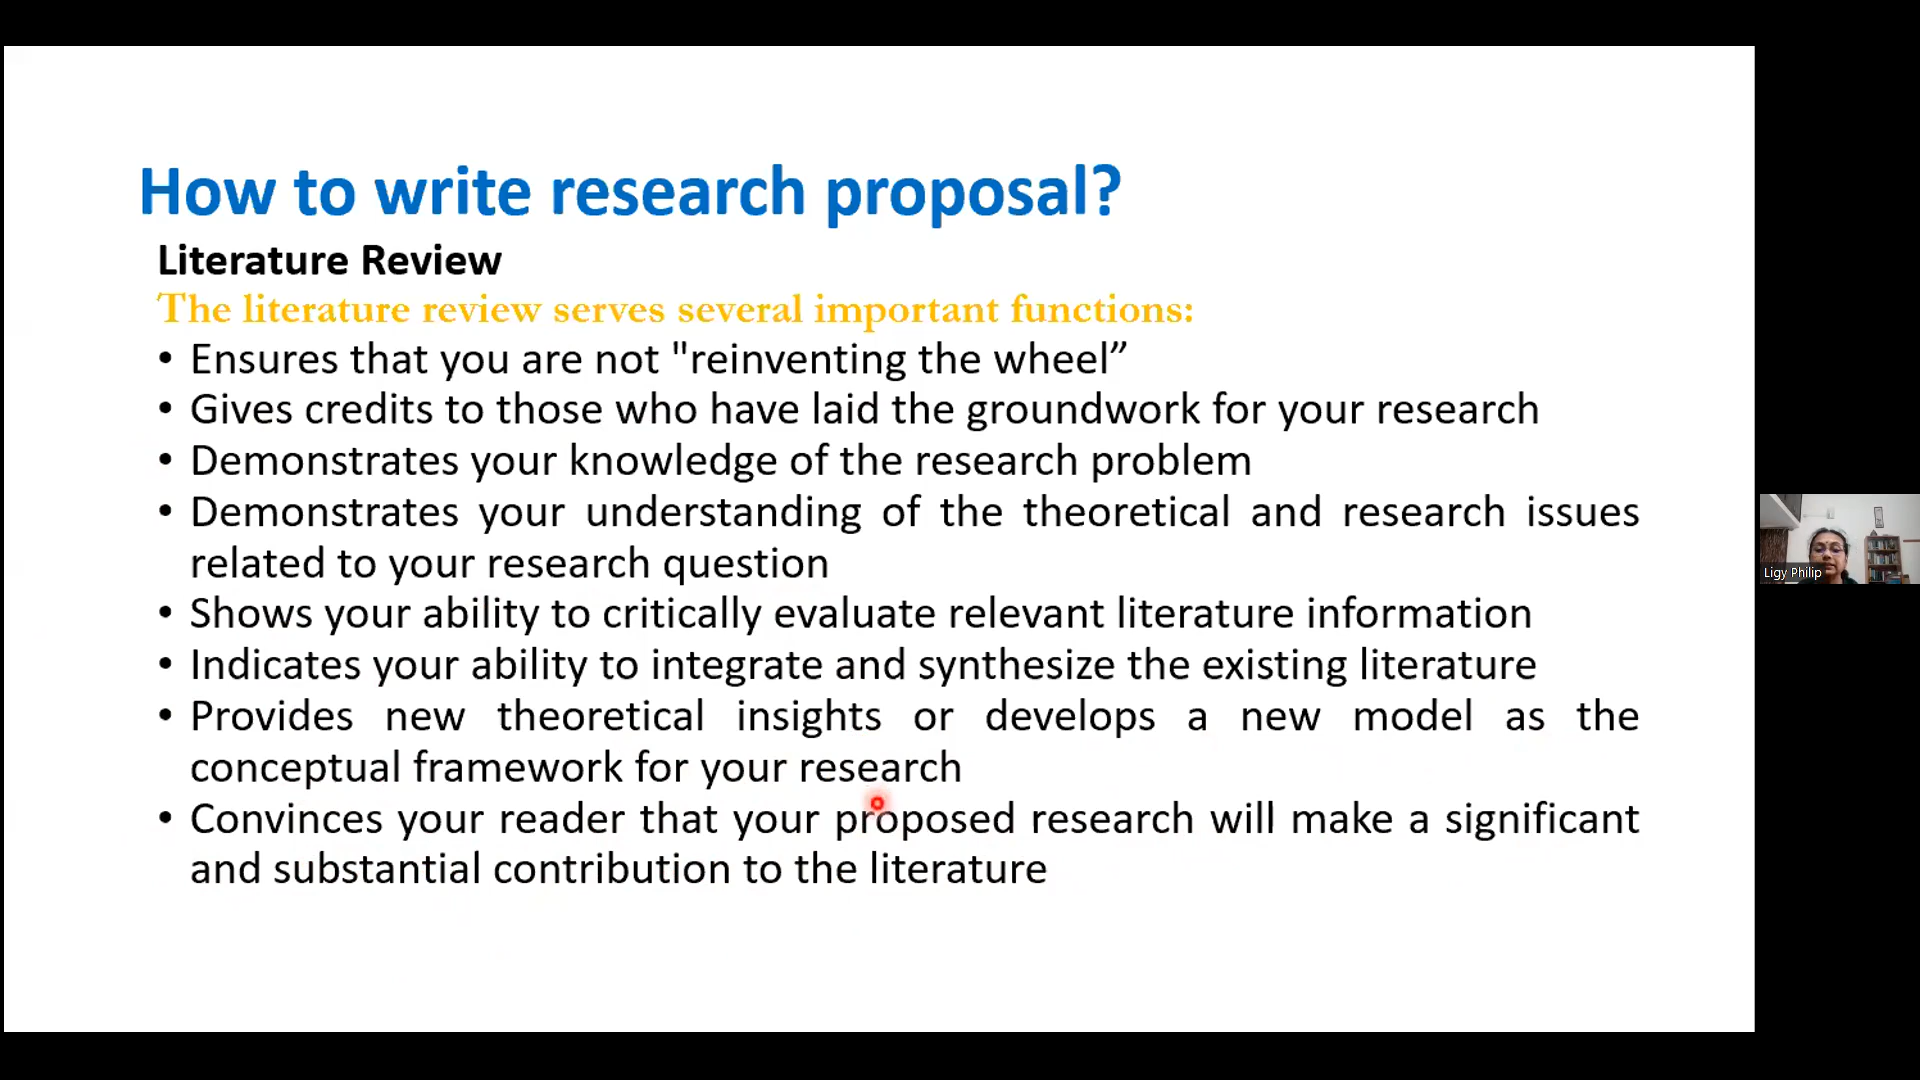 How to write research proposal?
Literature Review
The literature review serves several important functions:
• Ensures that you are not "reinventing the wheel”
• Gives credits to those who have laid the groundwork for your research
• Demonstrates your knowledge of the research problem
• Demonstrates your understanding of the theoretical and research issues
related to your research question
• Shows your ability to critically evaluate relevant literature information
• Indicates your ability to integrate and synthesize the existing literature
• Provides new theoretical insights or develops a new model as the
conceptual framework for your research
• Convinces your reader that your proposed research will make a significant
and substantial contribution to the literature
Ligy Philip